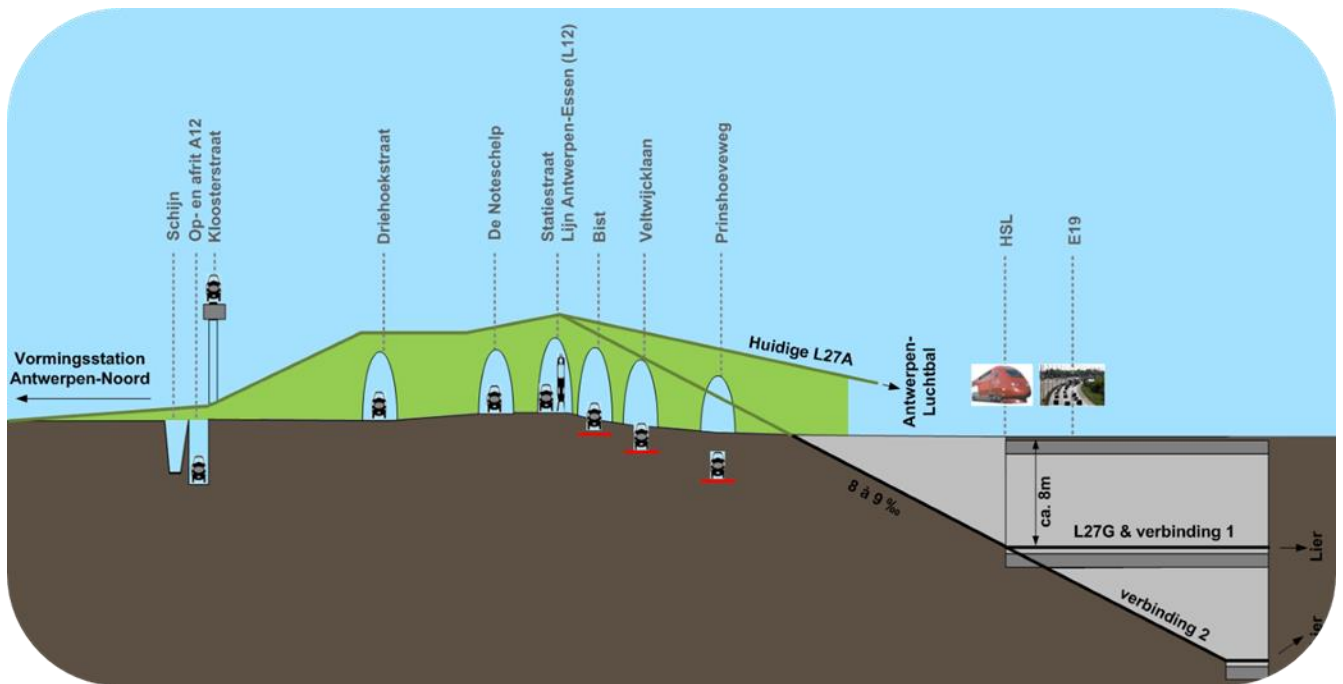 Schijn
Op- en afrit A12
Kloosterstraat
Driehoekstraat
De Noteschelp
Statiestraat
Lijn Antwerpen-Essen (L12)
Bist
Veltwijcklaan
Prinshoeveweg
HSL
E19
Vormingsstation
Antwerpen-Noord
Huidige L27A
Antwerpen-
Luchtbal
8 à 9 ‰
ca. 8m
L27G & verbinding 1
Lier
verbinding 2
ier